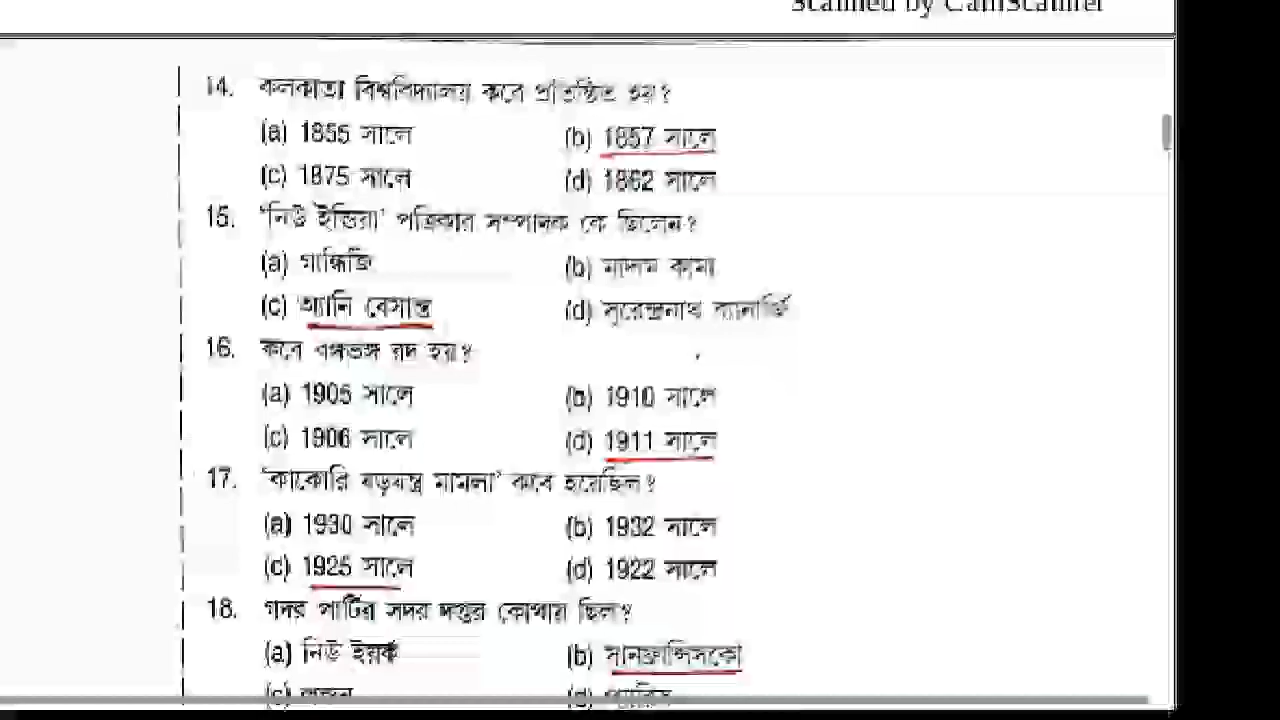 Scanned by CamScanner
14. কলকাতা বিশ্ববিদ্যালয় কবে প্রতিষ্ঠিত হয়?
(a) 1855 সালে (b) 1857 সালে
(c) 1875 সালে (d) 1862 সালে
15. 'নিউ ইন্ডিয়া' পত্রিকার সম্পাদক কে ছিলেন?
(a) গান্ধিজি (b) মাদাম কামা
(c) অ্যানি বেসান্ত (d) সুরেন্দ্রনাথ ব্যানার্জি
16. কবে বঙ্গভঙ্গ রদ হয়?
(a) 1905 সালে (b) 1910 সালে
(c) 1906 সালে (d) 1911 সালে
17. 'কাকোরি ষড়যন্ত্র মামলা' কবে হয়েছিল?
(a) 1930 সালে (b) 1932 সালে
(c) 1925 সালে (d) 1922 সালে
18. গদর পার্টির সদর দপ্তর কোথায় ছিল?
(a) নিউ ইয়র্ক (b) সানফ্রান্সিসকো
(c) লন্ডন (d) প্যারিস